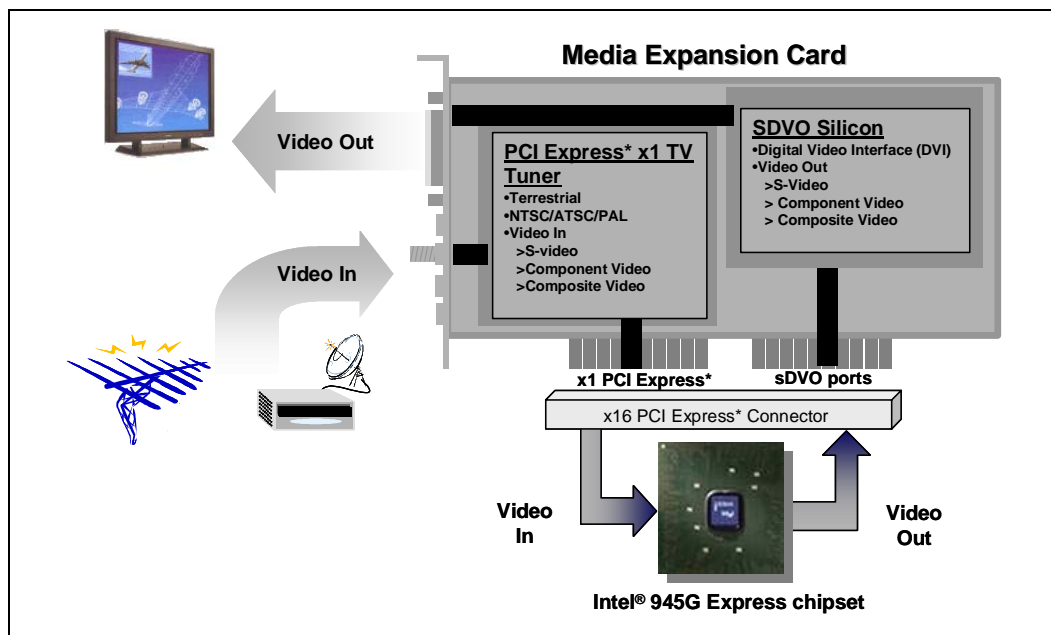 Media Expansion Card
Video Out
SDVO Silicon
•Digital Video Interface (DVI)
•Video Out
>S-Video
> Component Video
> Composite Video
PCI Express* x1 TV
Tuner
•Terrestrial
•NTSC/ATSC/PAL
•Video In
>S-video
>Component Video
>Composite Video
Video In
x1 PCI Express*
sDVO ports
x16 PCI Express* Connector
Video
In
Video
Out
Intel® 945G Express chipset